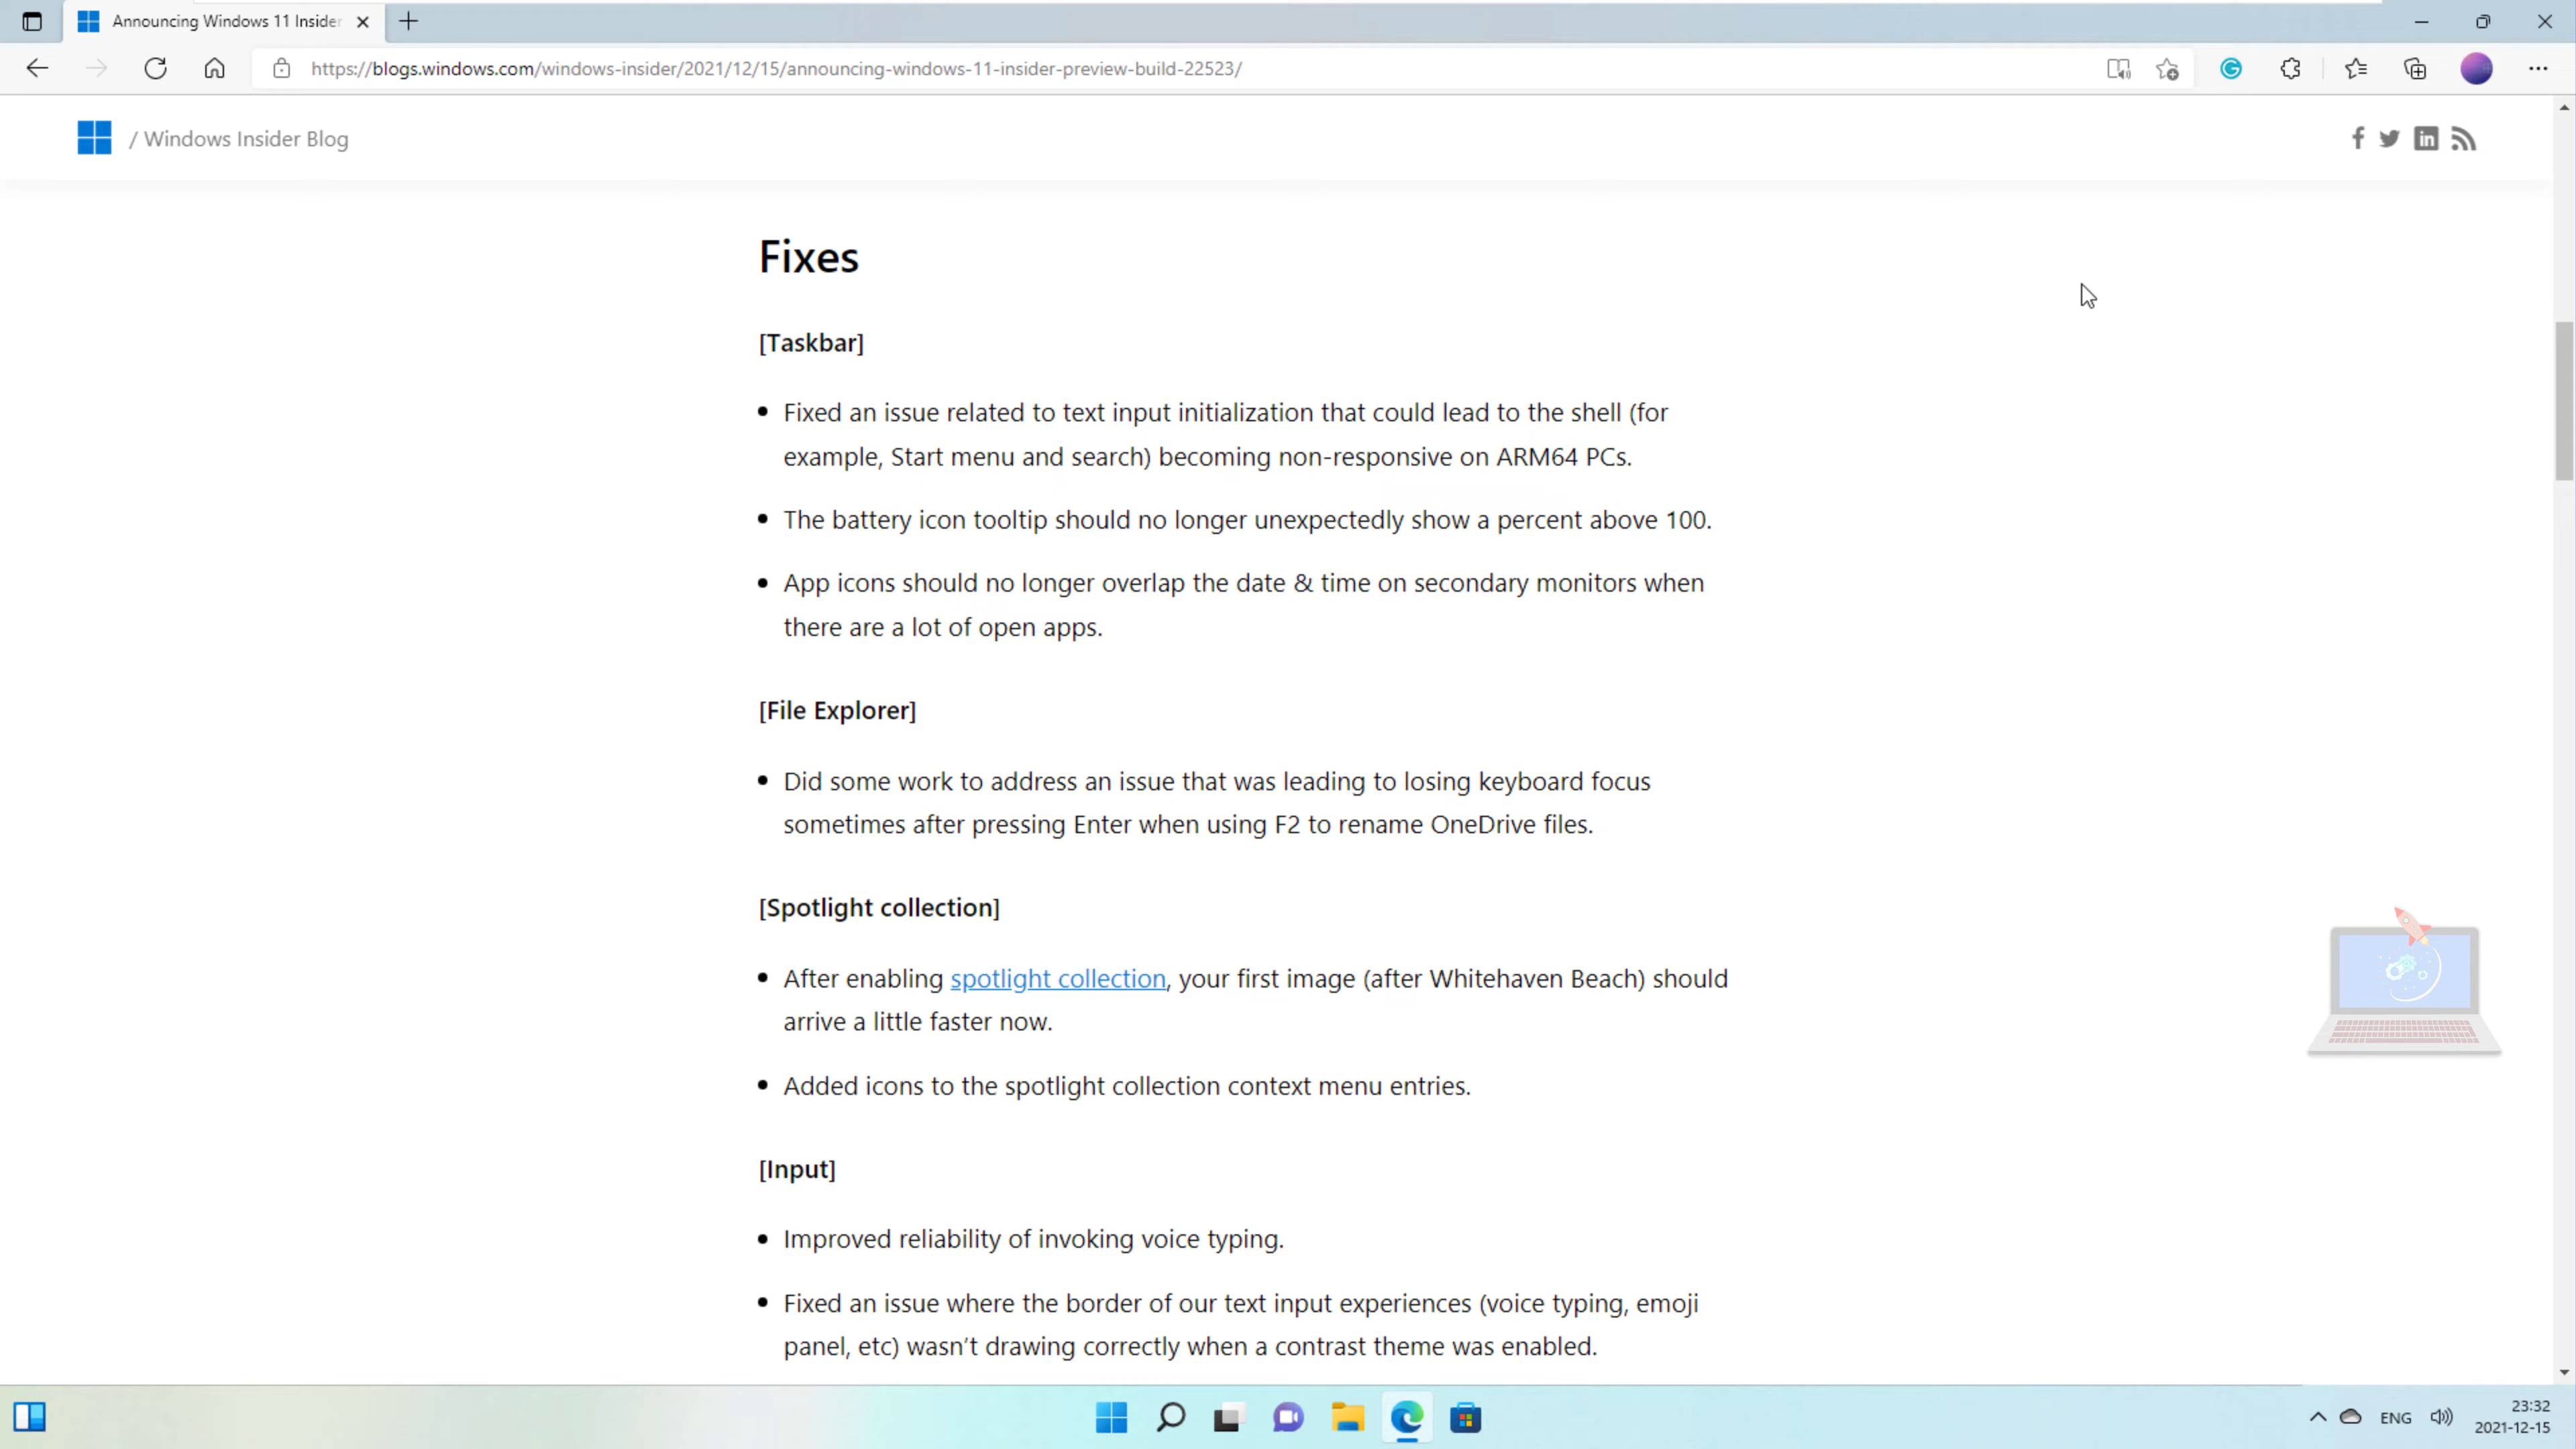 Announcing Windows 11 Insider
https://blogs.windows.com/windows-insider/2021/12/15/announcing-windows-11-insider-preview-build-22523/
/ Windows Insider Blog
Fixes
[Taskbar]
• Fixed an issue related to text input initialization that could lead to the shell (for
example, Start menu and search) becoming non-responsive on ARM64 PCs.
• The battery icon tooltip should no longer unexpectedly show a percent above 100.
• App icons should no longer overlap the date & time on secondary monitors when
there are a lot of open apps.
[File Explorer]
• Did some work to address an issue that was leading to losing keyboard focus
sometimes after pressing Enter when using F2 to rename OneDrive files.
[Spotlight collection]
• After enabling spotlight collection, your first image (after Whitehaven Beach) should
arrive a little faster now.
• Added icons to the spotlight collection context menu entries.
[Input]
• Improved reliability of invoking voice typing.
• Fixed an issue where the border of our text input experiences (voice typing, emoji
panel, etc) wasn’t drawing correctly when a contrast theme was enabled.
ENG
23:32
2021-12-15